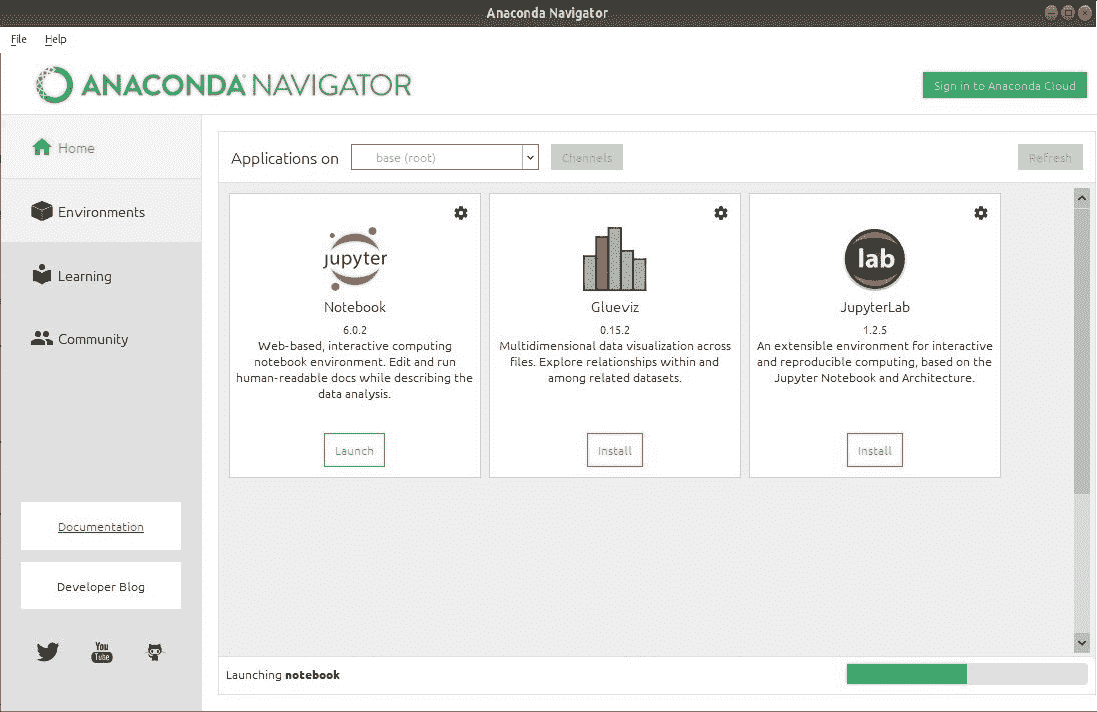 Anaconda Navigator
File Help
ANACONDA NAVIGATOR
Sign in to Anaconda Cloud
Home
Environments
Learning
Community
Documentation
Developer Blog
You
Tube
Applications on base (root) Channels Refresh
jupyter
Notebook
6.0.2
Web-based, interactive computing
notebook environment. Edit and run
human-readable docs while describing the
data analysis.
Launch
Glueviz
0.15.2
Multidimensional data visualization across
files. Explore relationships within and
among related datasets.
Install
lab
JupyterLab
1.2.5
An extensible environment for interactive
and reproducible computing, based on the
Jupyter Notebook and Architecture.
Install
Launching notebook